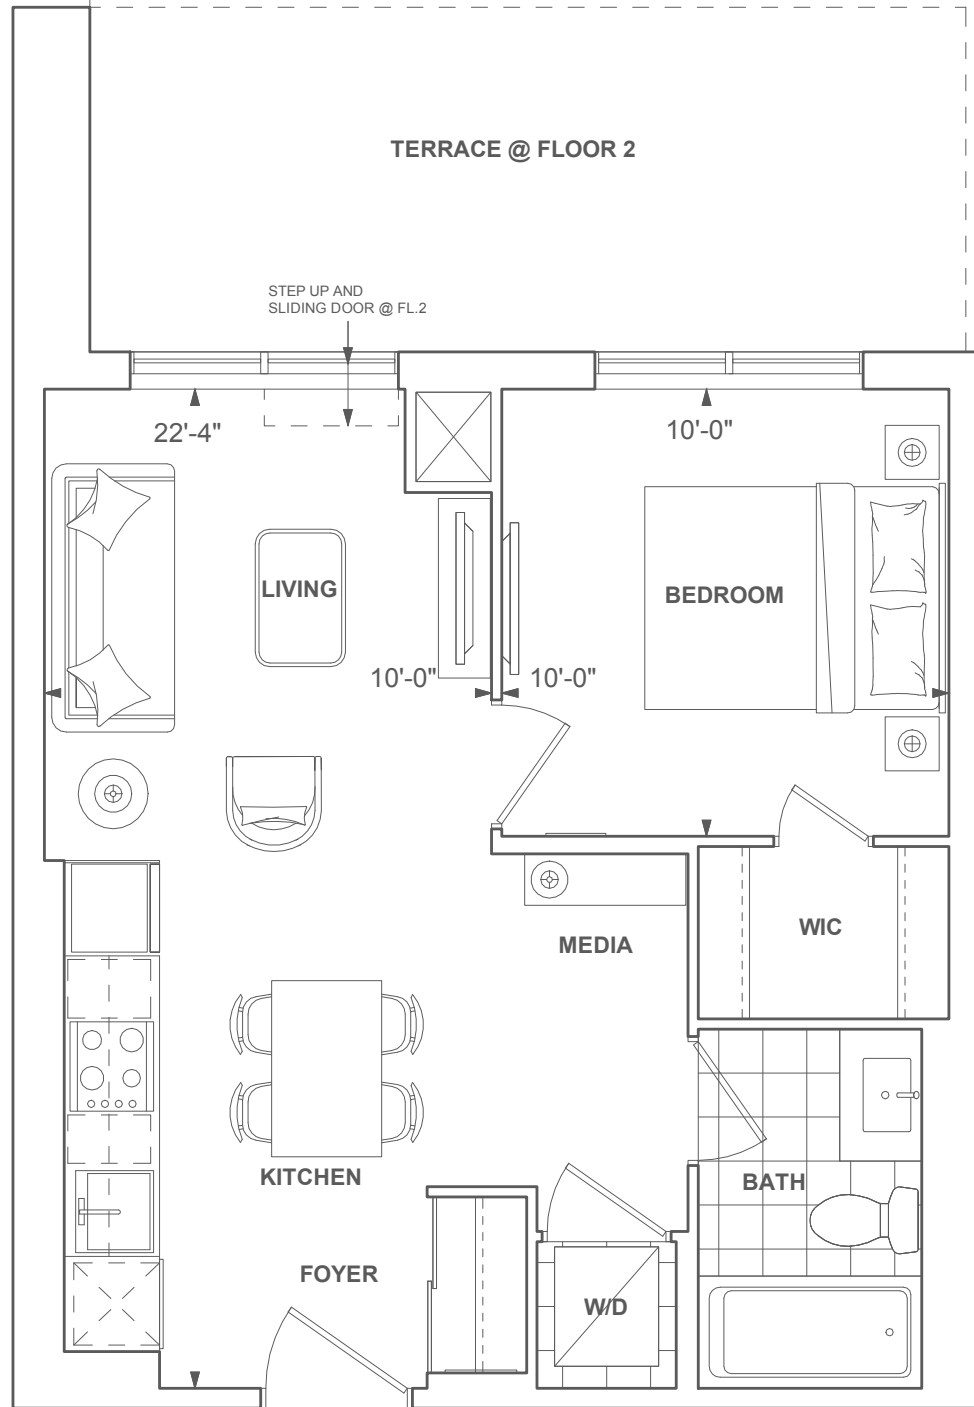 TERRACE @ FLOOR 2
STEP UP AND
SLIDING DOOR @ FL.2
22'-4"
10'-0"
LIVING
BEDROOM
10'-0"
10'-0"
WIC
MEDIA
KITCHEN
BATH
FOYER
W/D